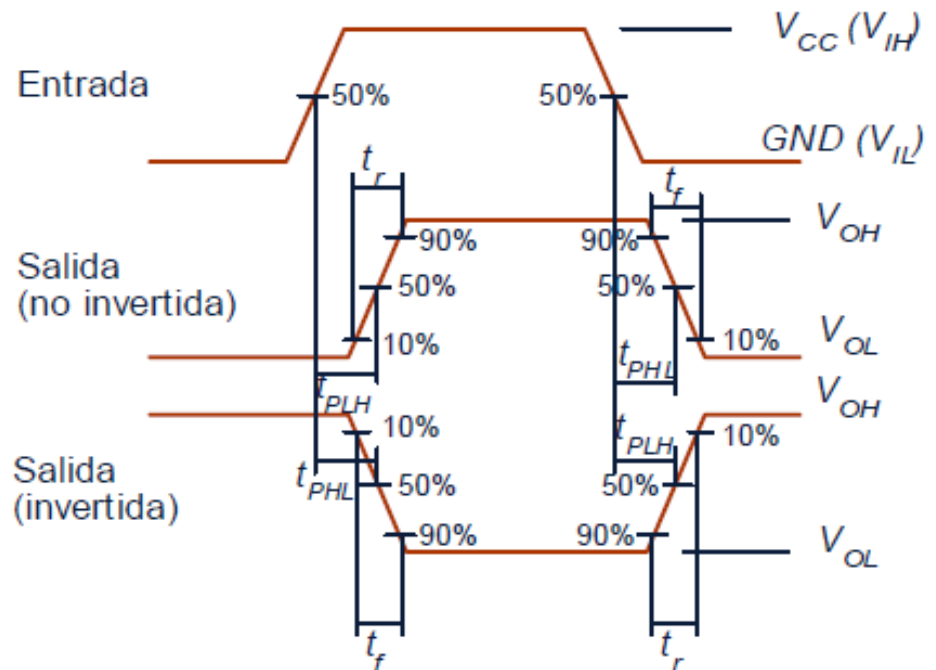 V_CC (V_IH)
Entrada
50%
50%
GND (V_IL)
t_r
t_f
90%
90%
V_OH
Salida
(no invertida)
50%
50%
10%
10%
V_OL
t_PLH
t_PHL
V_OH
10%
t_PLH
10%
Salida
(invertida)
t_PHL
50%
50%
90%
90%
V_OL
t_f
t_r